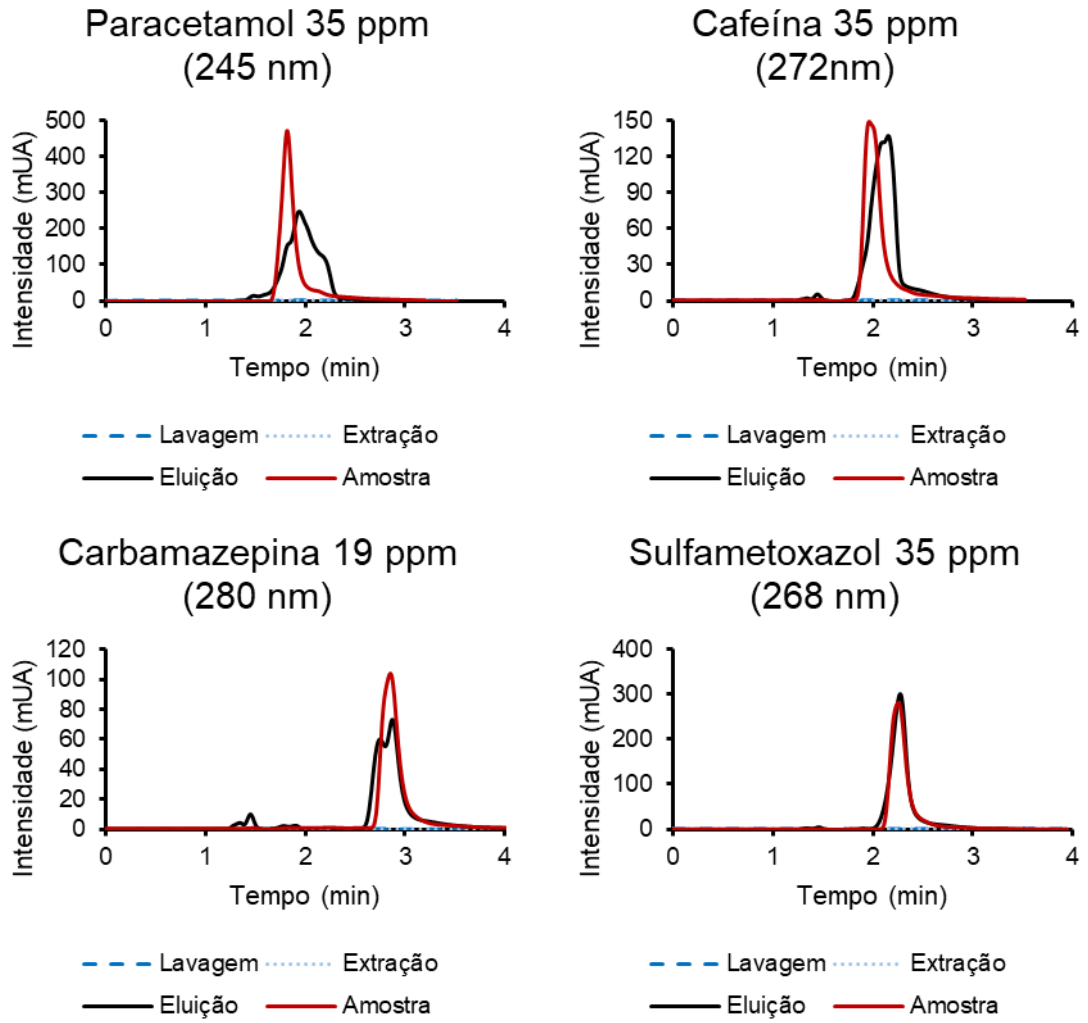 Paracetamol 35 ppm
(245 nm)
Intensidade (mUA)
500
400
300
200
100
0
0 1 2 3 4
Tempo (min)
Lavagem Extração
Eluição Amostra
Cafeína 35 ppm
(272nm)
Intensidade (mUA)
150
120
90
60
30
0
0 1 2 3 4
Tempo (min)
Lavagem Extração
Eluição Amostra
Carbamazepina 19 ppm
(280 nm)
Intensidade (mUA)
120
100
80
60
40
20
0
0 1 2 3 4
Tempo (min)
Lavagem Extração
Eluição Amostra
Sulfametoxazol 35 ppm
(268 nm)
Intensidade (mUA)
400
300
200
100
0
0 1 2 3 4
Tempo (min)
Lavagem Extração
Eluição Amostra